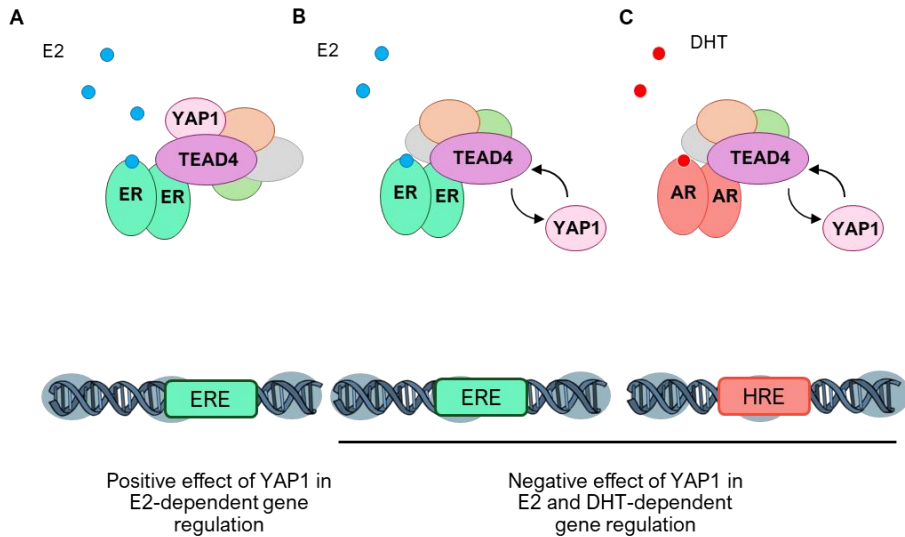 A
E2
YAP1
TEAD4
ER
ER
ERE
Positive effect of YAP1 in
E2-dependent gene
regulation
B
E2
TEAD4
ER
ER
YAP1
ERE
C
DHT
TEAD4
AR
AR
YAP1
HRE
Negative effect of YAP1 in
E2 and DHT-dependent
gene regulation